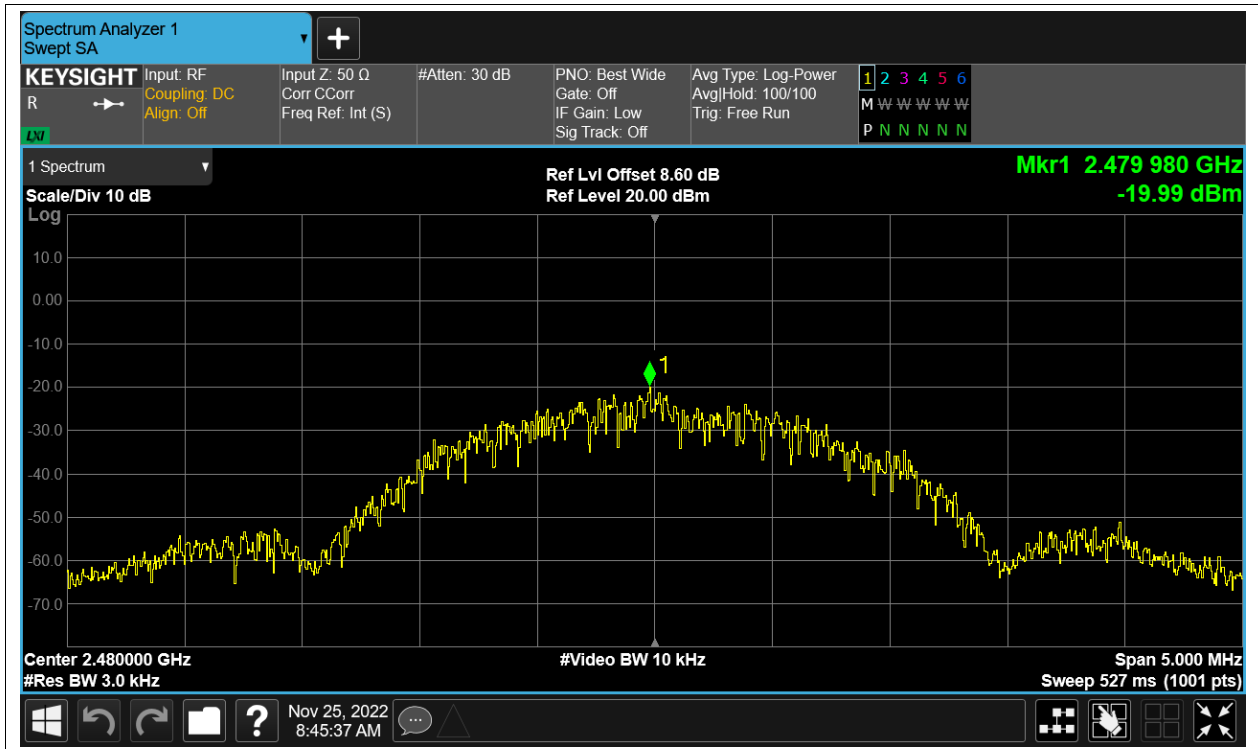 Spectrum Analyzer 1
Swept SA
+
KEYSIGHT
R
LXI
Input: RF
Coupling: DC
Align: Off
Input Z: 50 Ω
Corr CCorr
Freq Ref: Int (S)
#Atten: 30 dB
PNO: Best Wide
Gate: Off
IF Gain: Low
Sig Track: Off
Avg Type: Log-Power
Avg|Hold: 100/100
Trig: Free Run
1 2 3 4 5 6
M W W W W W
P N N N N N
1 Spectrum
Scale/Div 10 dB
Log
Ref Lvl Offset 8.60 dB
Ref Level 20.00 dBm
Mkr1 2.479 980 GHz
-19.99 dBm
10.0
0.00
-10.0
1
-20.0
-30.0
-40.0
-50.0
-60.0
-70.0
Center 2.480000 GHz
#Res BW 3.0 kHz
#Video BW 10 kHz
Span 5.000 MHz
Sweep 527 ms (1001 pts)
?
Nov 25, 2022
8:45:37 AM